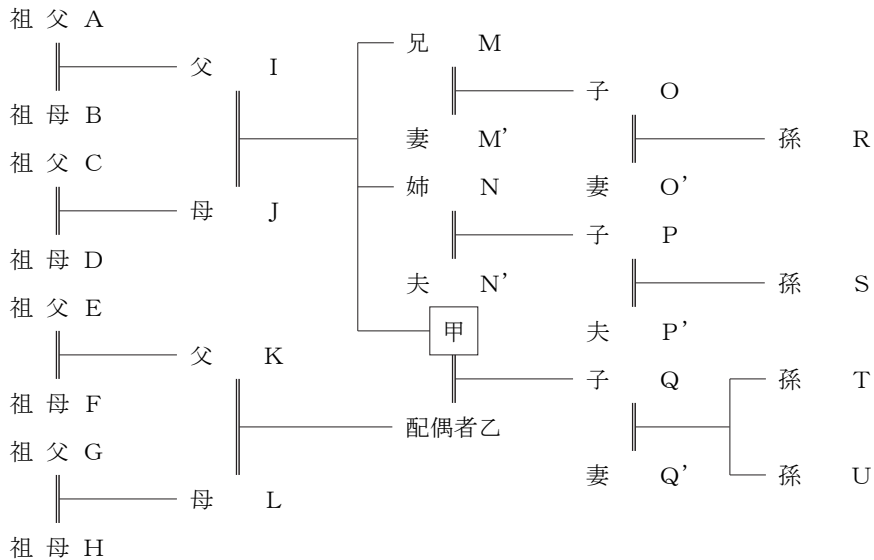 祖 父 A
兄 M
父 I
子 O
祖 母 B
妻 M’
孫 R
祖 父 C
姉 N
妻 O’
母 J
子 P
祖 母 D
夫 N’
孫 S
祖 父 E
甲
夫 P’
父 K
子 Q
孫 T
祖 母 F
配偶者乙
祖 父 G
妻 Q’
孫 U
母 L
祖 母 H